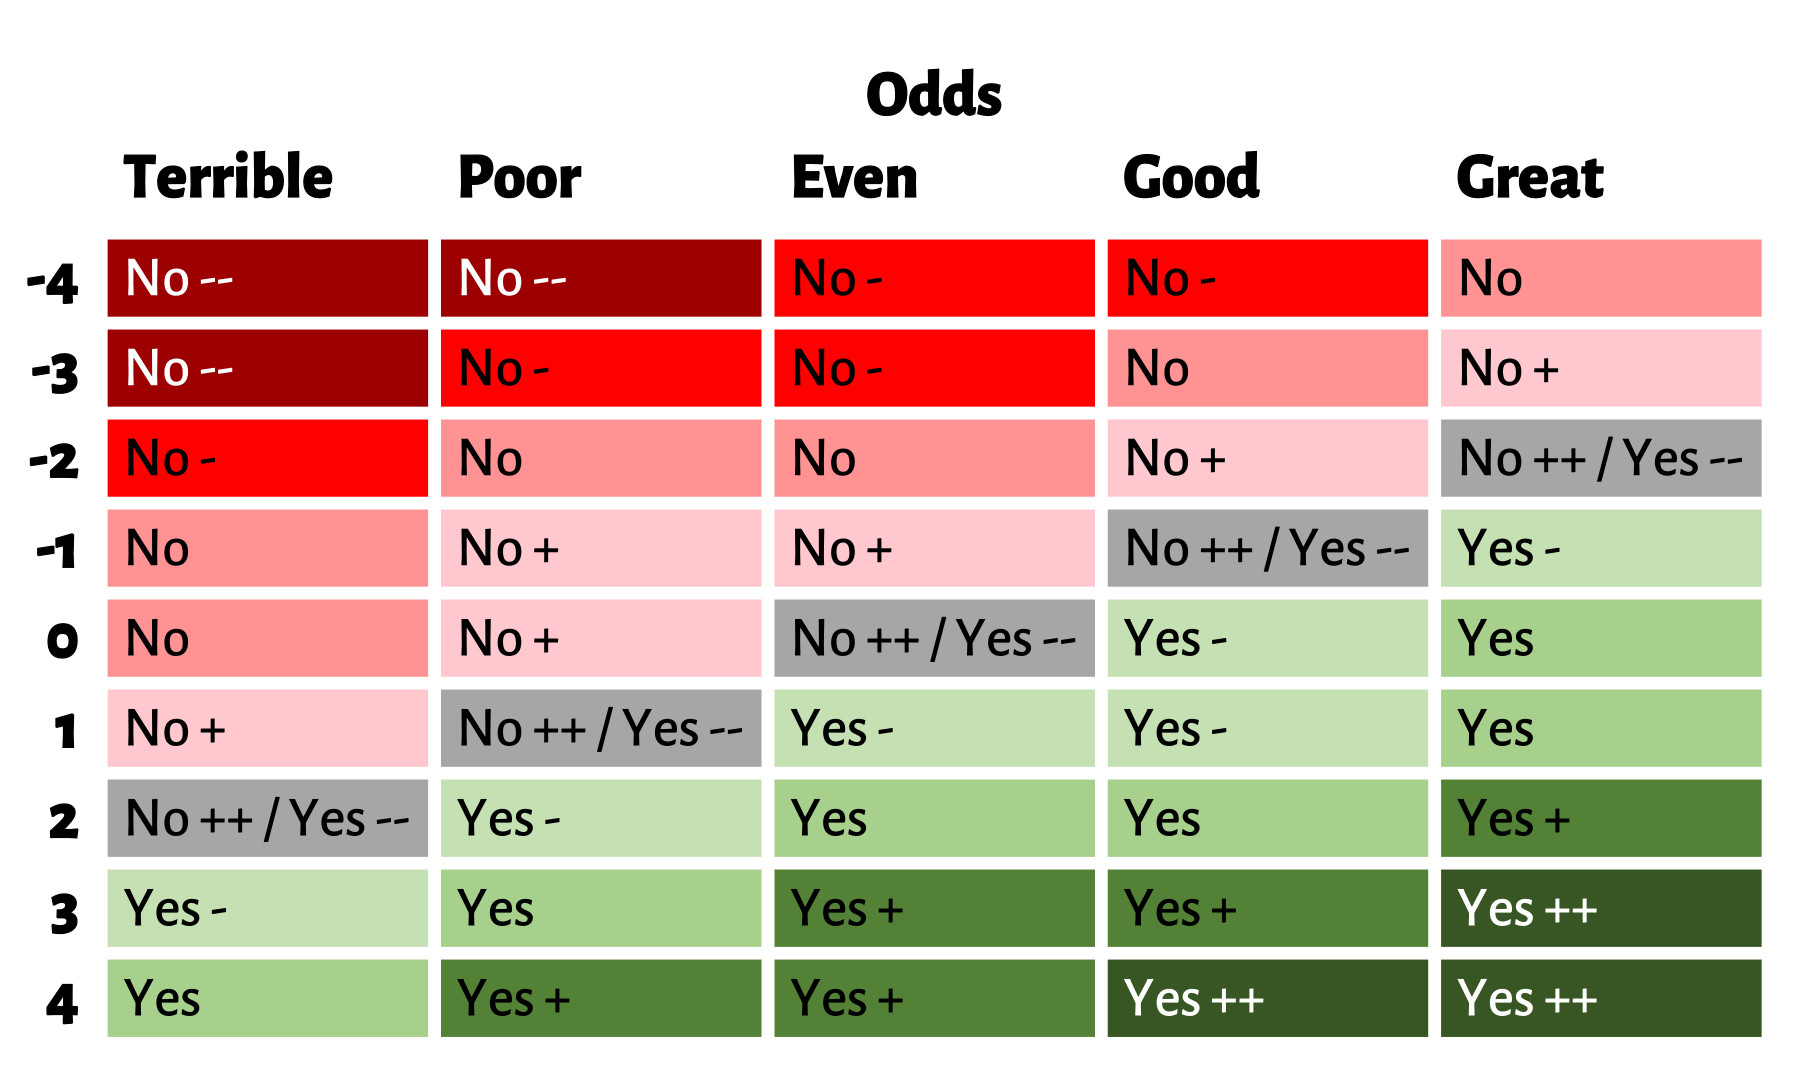 Odds
Terrible Poor Even Good Great
-4 No -- No -- No - No - No
-3 No -- No - No - No No +
-2 No - No No No + No ++ / Yes --
-1 No No + No + No ++ / Yes -- Yes -
0 No No + No ++ / Yes -- Yes - Yes
1 No + No ++ / Yes -- Yes - Yes - Yes
2 No ++ / Yes -- Yes - Yes Yes Yes +
3 Yes - Yes Yes + Yes + Yes ++
4 Yes Yes + Yes + Yes ++ Yes ++